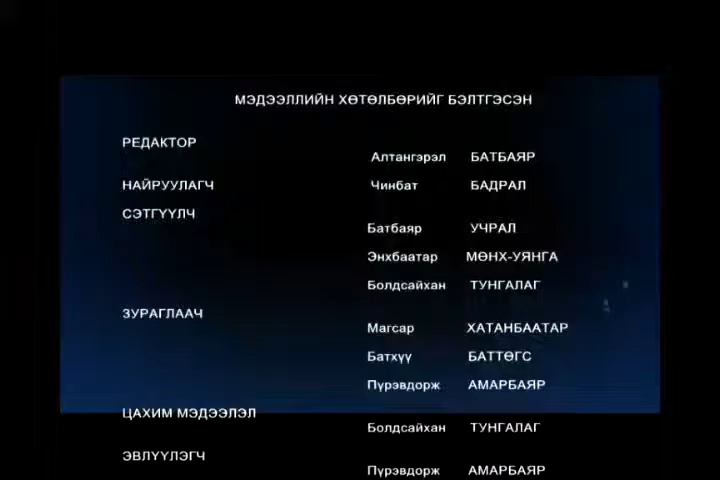 МЭДЭЭЛЛИЙН ХӨТӨЛБӨРИЙГ БЭЛТГЭСЭН
РЕДАКТОР
Алтангэрэл БАТБАЯР
НАЙРУУЛАГЧ Чинбат БАДРАЛ
СЭТГҮҮЛЧ
Батбаяр УЧРАЛ
Энхбаатар МӨНХ-УЯНГА
Болдсайхан ТУНГАЛАГ
ЗУРАГЛААЧ
Магсар ХАТАНБААТАР
Батхүү БАТТӨГС
Пүрэвдорж АМАРБАЯР
ЦАХИМ МЭДЭЭЛЭЛ
Болдсайхан ТУНГАЛАГ
ЭВЛҮҮЛЭГЧ
Пүрэвдорж АМАРБАЯР